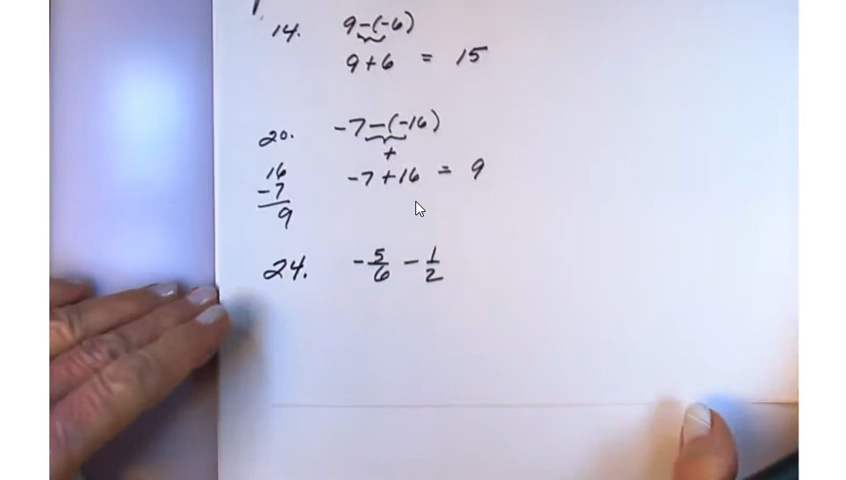 14. 9-(-6)
9+6 = 15
20. -7-(-16)
+
16 -7+16 = 9
-7
9
24. -5/6 - 1/2